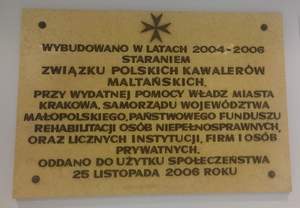 WYBUDOWANO W LATACH 2004-2006
STARANIEM
ZWIĄZKU POLSKICH KAWALERÓW
MALTAŃSKICH,
PRZY WYDATNEJ POMOCY WŁADZ MIASTA
KRAKOWA, SAMORZĄDU WOJEWÓDZTWA
MAŁOPOLSKIEGO, PAŃSTWOWEGO FUNDUSZU
REHABILITACJI OSÓB NIEPEŁNOSPRAWNYCH,
ORAZ LICZNYCH INSTYTUCJI, FIRM I OSÓB
PRYWATNYCH.
ODDANO DO UŻYTKU SPOŁECZEŃSTWA
25 LISTOPADA 2006 ROKU